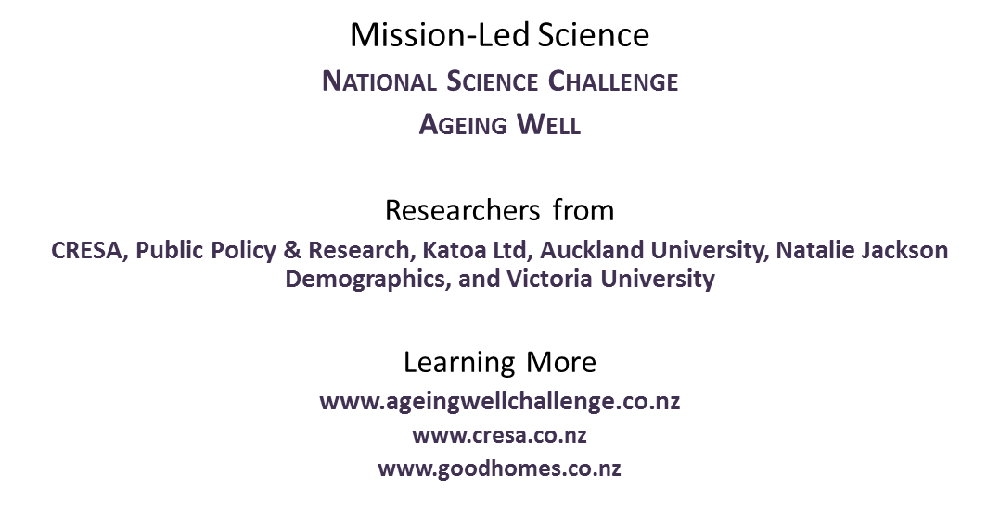 Mission-Led Science
NATIONAL SCIENCE CHALLENGE
AGEING WELL
Researchers from
CRESA, Public Policy & Research, Katoa Ltd, Auckland University, Natalie Jackson
Demographics, and Victoria University
Learning More
www.ageingwellchallenge.co.nz
www.cresa.co.nz
www.goodhomes.co.nz